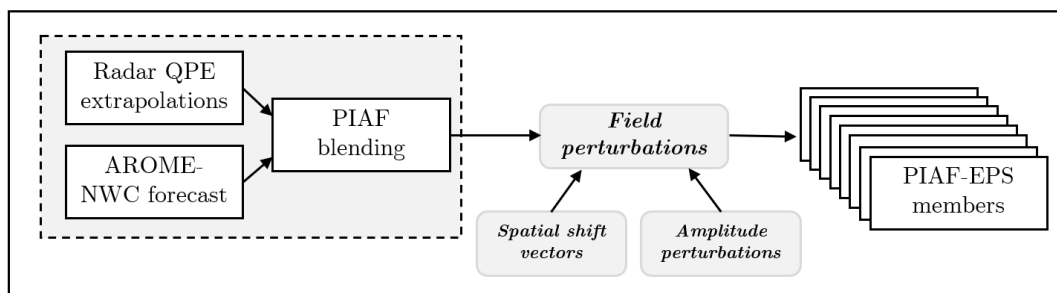 Radar QPE
extrapolations
AROME-
NWC forecast
PIAF
blending
Field
perturbations
Spatial shift
vectors
Amplitude
perturbations
PIAF-EPS
members